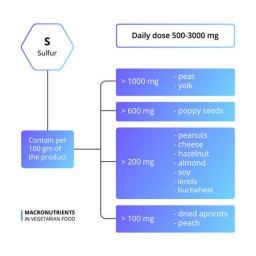 S
Sulfur
Daily dose 500-3000 mg
Contain per
100 gm of
the product
> 1000 mg
- peas
- yolk
> 600 mg
- poppy seeds
> 200 mg
- peanuts
- cheese
- hazelnut
- almond
- soy
- lentils
- buckwheat
> 100 mg
- dried apricots
- peach
MACRONUTRIENTS
IN VEGETARIAN FOOD